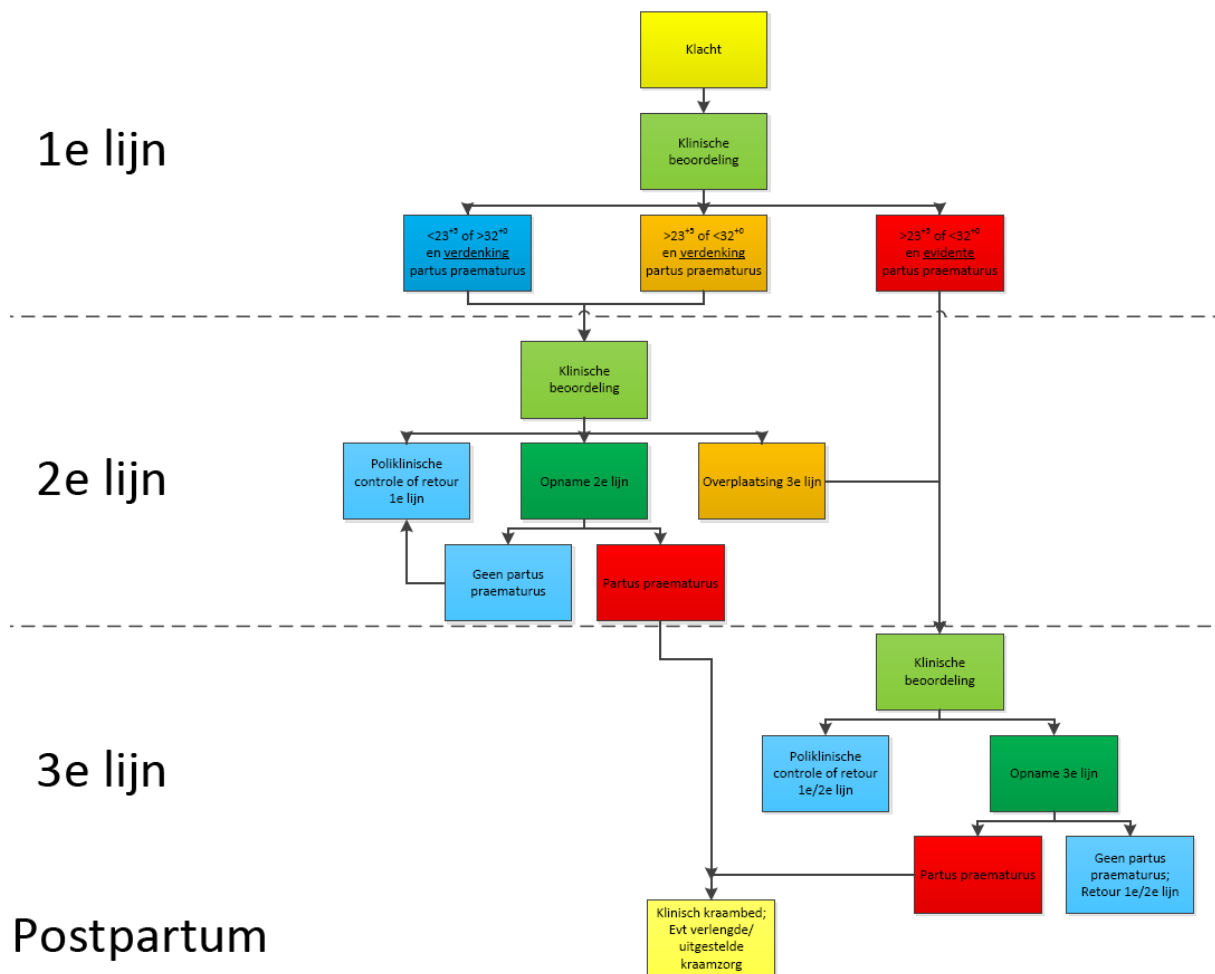 Klacht
1e lijn
Klinische
beoordeling
<23⁺⁵ of >32⁺⁰
en verdenking
partus praematurus
>23⁺⁵ of <32⁺⁰
en verdenking
partus praematurus
>23⁺⁵ of <32⁺⁰
en evidente
partus praematurus
2e lijn
Klinische
beoordeling
Poliklinische
controle of retour
1e lijn
Opname 2e lijn
Overplaatsing 3e lijn
Geen partus
praematurus
Partus praematurus
3e lijn
Klinische
beoordeling
Poliklinische
controle of retour
1e/2e lijn
Opname 3e lijn
Partus praematurus
Geen partus
praematurus;
Retour 1e/2e lijn
Postpartum
Klinisch kraambed;
Evt verlengde/
uitgestelde
kraamzorg